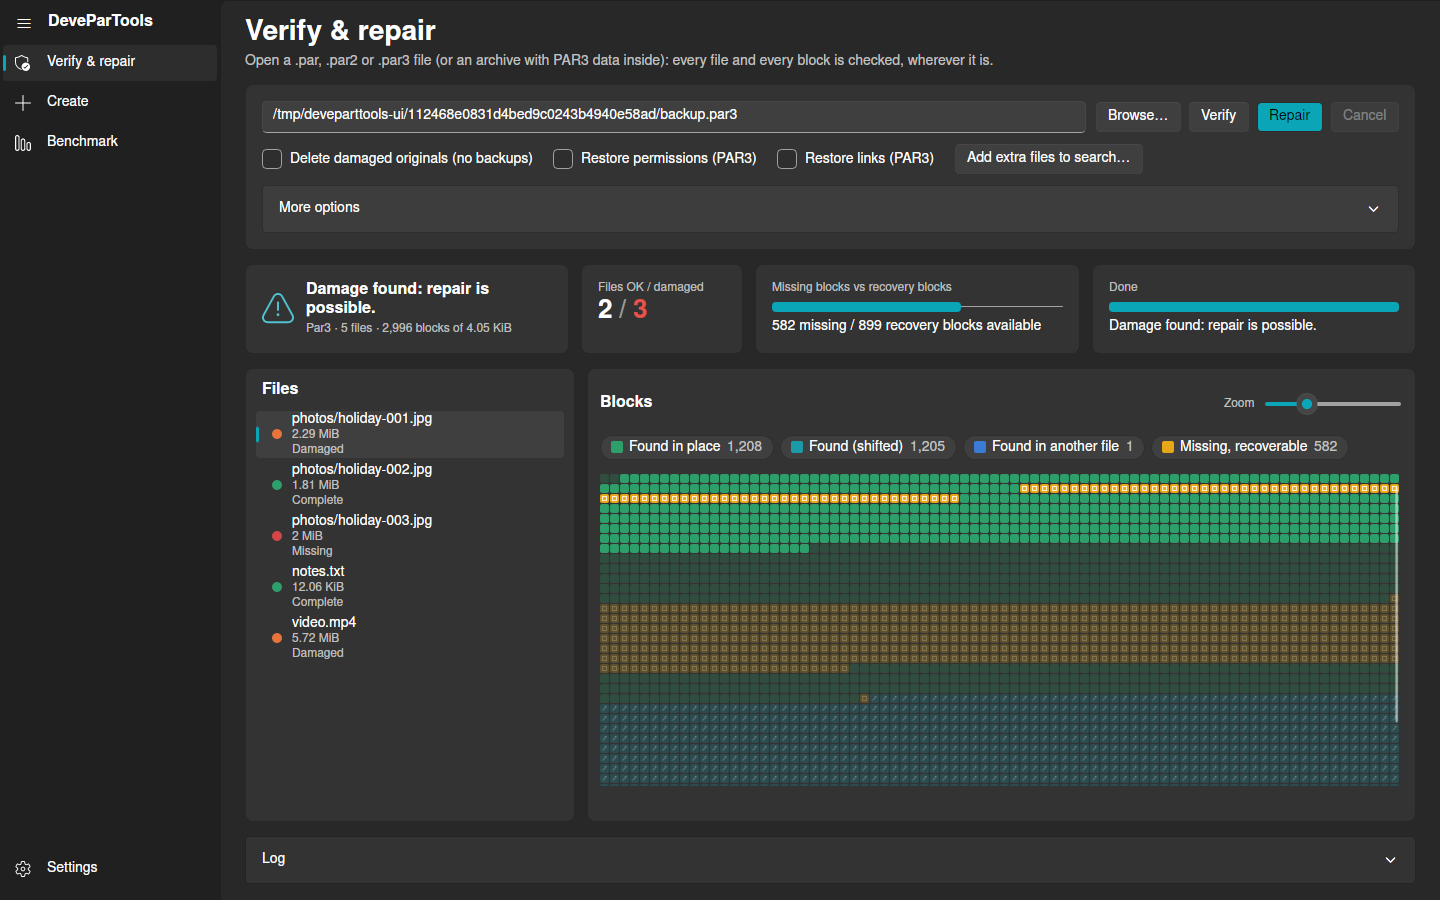 DeveParTools
Verify & repair
Create
Benchmark
Settings
Verify & repair
Open a .par, .par2 or .par3 file (or an archive with PAR3 data inside): every file and every block is checked, wherever it is.
/tmp/deveparttools-ui/112468e0831d4bed9c0243b4940e58ad/backup.par3
Browse...
Verify
Repair
Cancel
Delete damaged originals (no backups)
Restore permissions (PAR3)
Restore links (PAR3)
Add extra files to search...
More options
Damage found: repair is
possible.
Par3 · 5 files · 2,996 blocks of 4.05 KiB
Files OK / damaged
2 / 3
Missing blocks vs recovery blocks
582 missing / 899 recovery blocks available
Done
Damage found: repair is possible.
Files
photos/holiday-001.jpg
2.29 MiB
Damaged
photos/holiday-002.jpg
1.81 MiB
Complete
photos/holiday-003.jpg
2 MiB
Missing
notes.txt
12.06 KiB
Complete
video.mp4
5.72 MiB
Damaged
Blocks
Zoom
Found in place 1,208
Found (shifted) 1,205
Found in another file 1
Missing, recoverable 582
Log